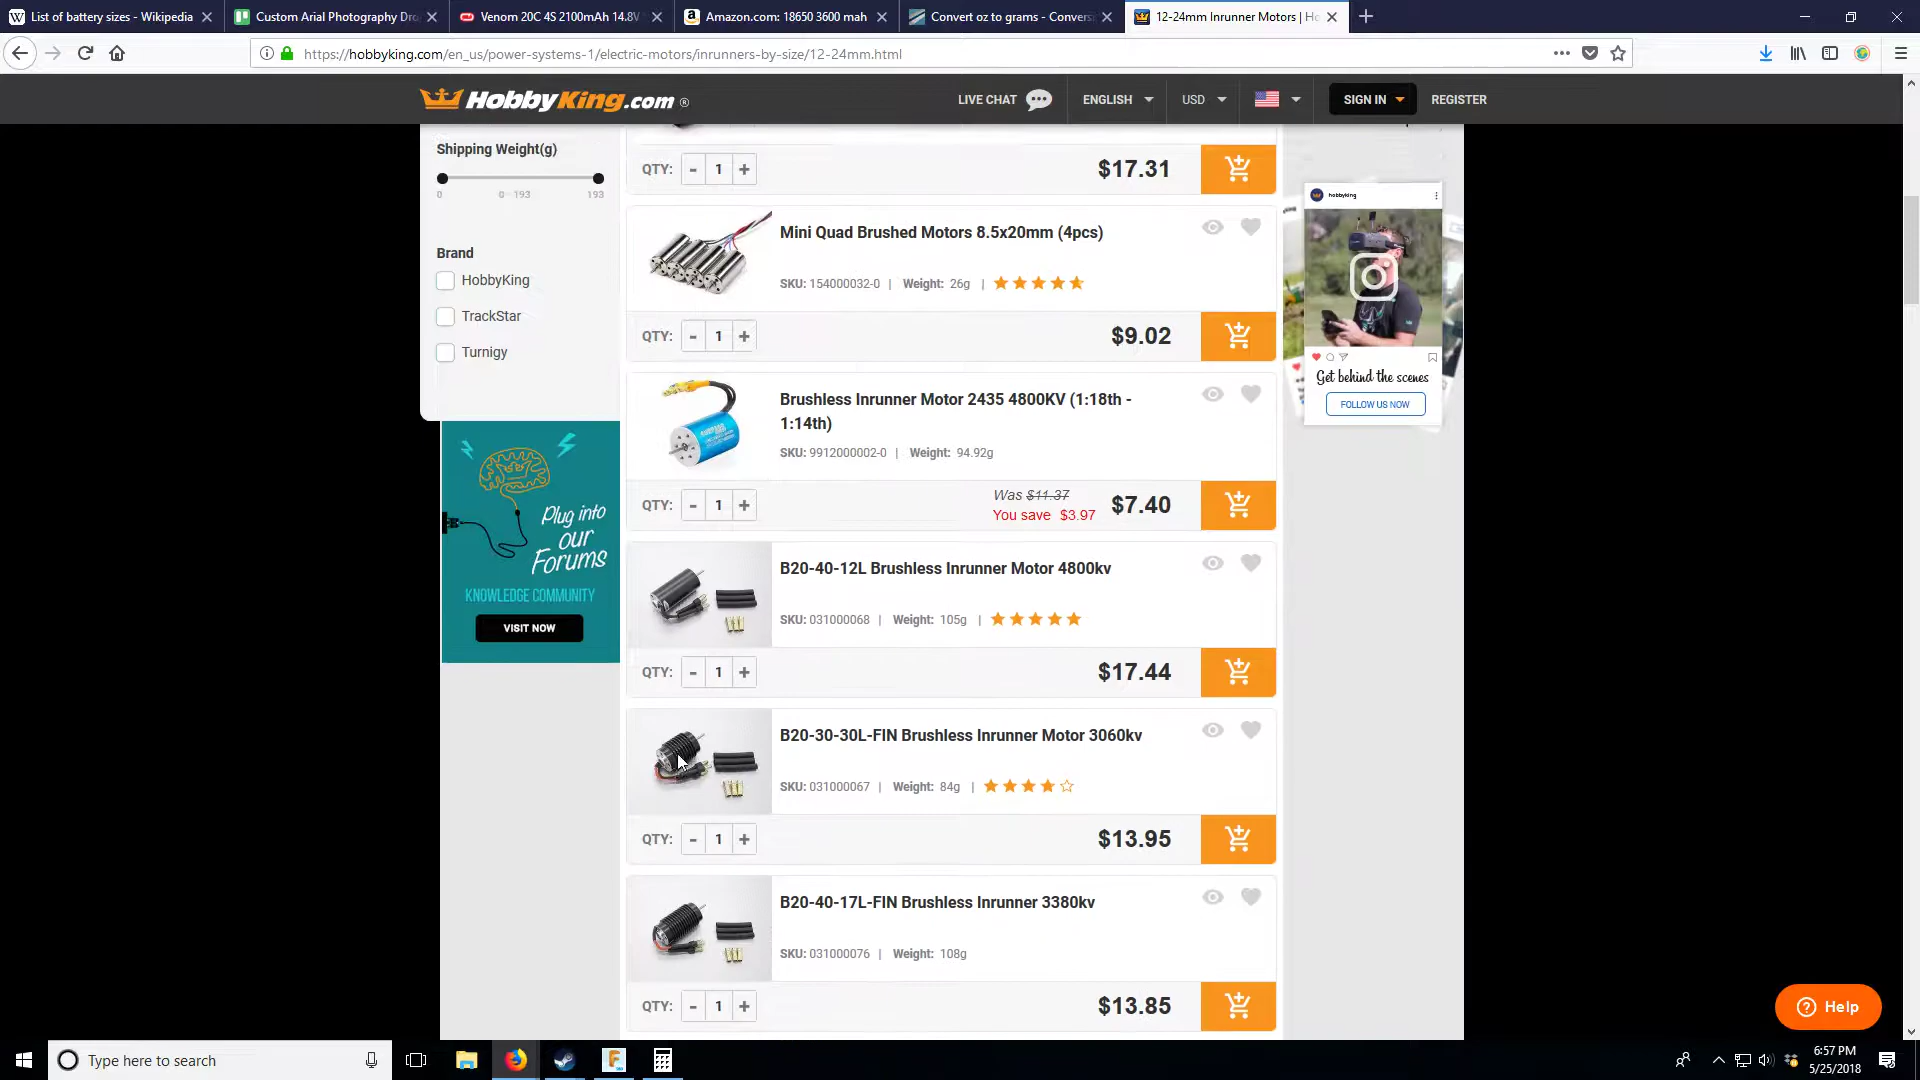 List of battery sizes - Wikipedia
Custom Arial Photography Dro
Venom 20C 4S 2100mAh 14.8V
Amazon.com: 18650 3600 mah
Convert oz to grams - Convers
12-24mm Inrunner Motors | Ho
https://hobbyking.com/en_us/power-systems-1/electric-motors/inrunners-by-size/12-24mm.html
HobbyKing.com ®
LIVE CHAT
ENGLISH
USD
SIGN IN
REGISTER
Shipping Weight(g)
0
0 - 193
193
Brand
HobbyKing
TrackStar
Turnigy
Plug into
our
Forums
KNOWLEDGE COMMUNITY
VISIT NOW
QTY: - 1 + $17.31
Mini Quad Brushed Motors 8.5x20mm (4pcs)
SKU: 154000032-0 | Weight: 26g |
QTY: - 1 + $9.02
Brushless Inrunner Motor 2435 4800KV (1:18th -
1:14th)
SKU: 9912000002-0 | Weight: 94.92g
Was $11.37
QTY: - 1 + $7.40
You save $3.97
B20-40-12L Brushless Inrunner Motor 4800kv
SKU: 031000068 | Weight: 105g |
QTY: - 1 + $17.44
B20-30-30L-FIN Brushless Inrunner Motor 3060kv
SKU: 031000067 | Weight: 84g |
QTY: - 1 + $13.95
B20-40-17L-FIN Brushless Inrunner 3380kv
SKU: 031000076 | Weight: 108g
QTY: - 1 + $13.85
hobbyking
Get behind the scenes
FOLLOW US NOW
Help
Type here to search
6:57 PM
5/25/2018